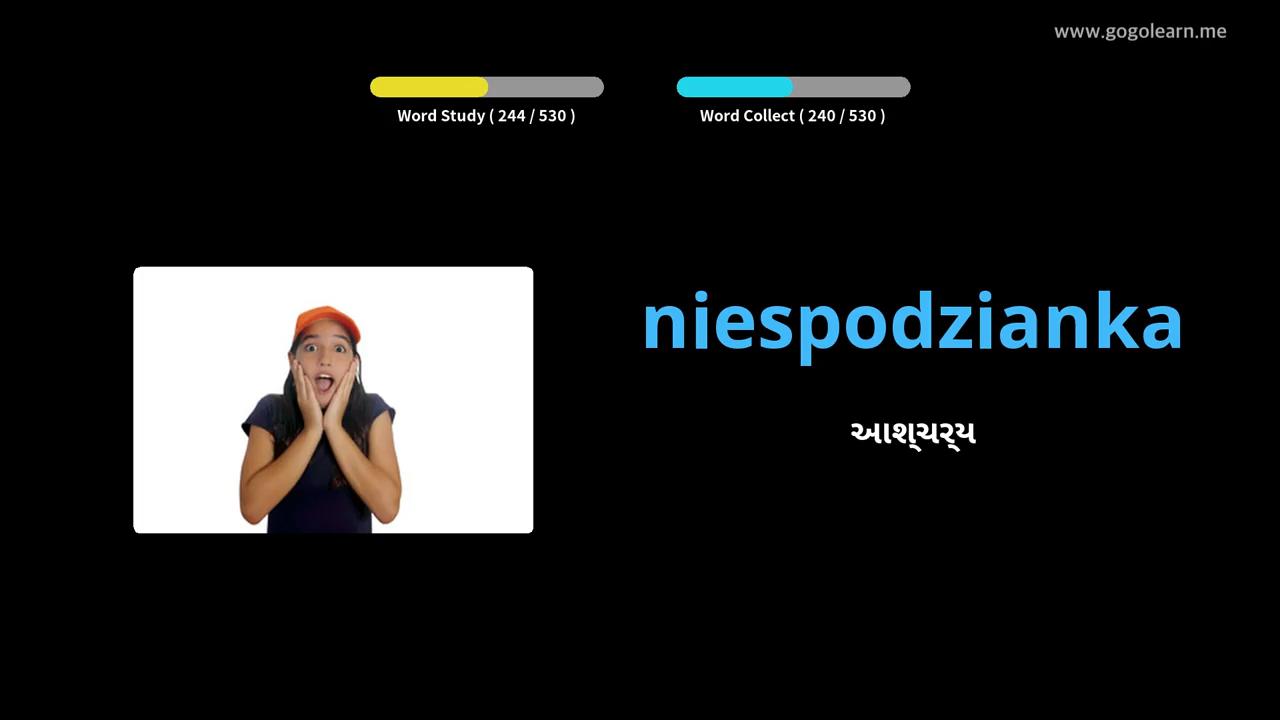 www.gogolearn.me
Word Study ( 244 / 530 )
Word Collect ( 240 / 530 )
niespodzianka
આશ્ચર્ય